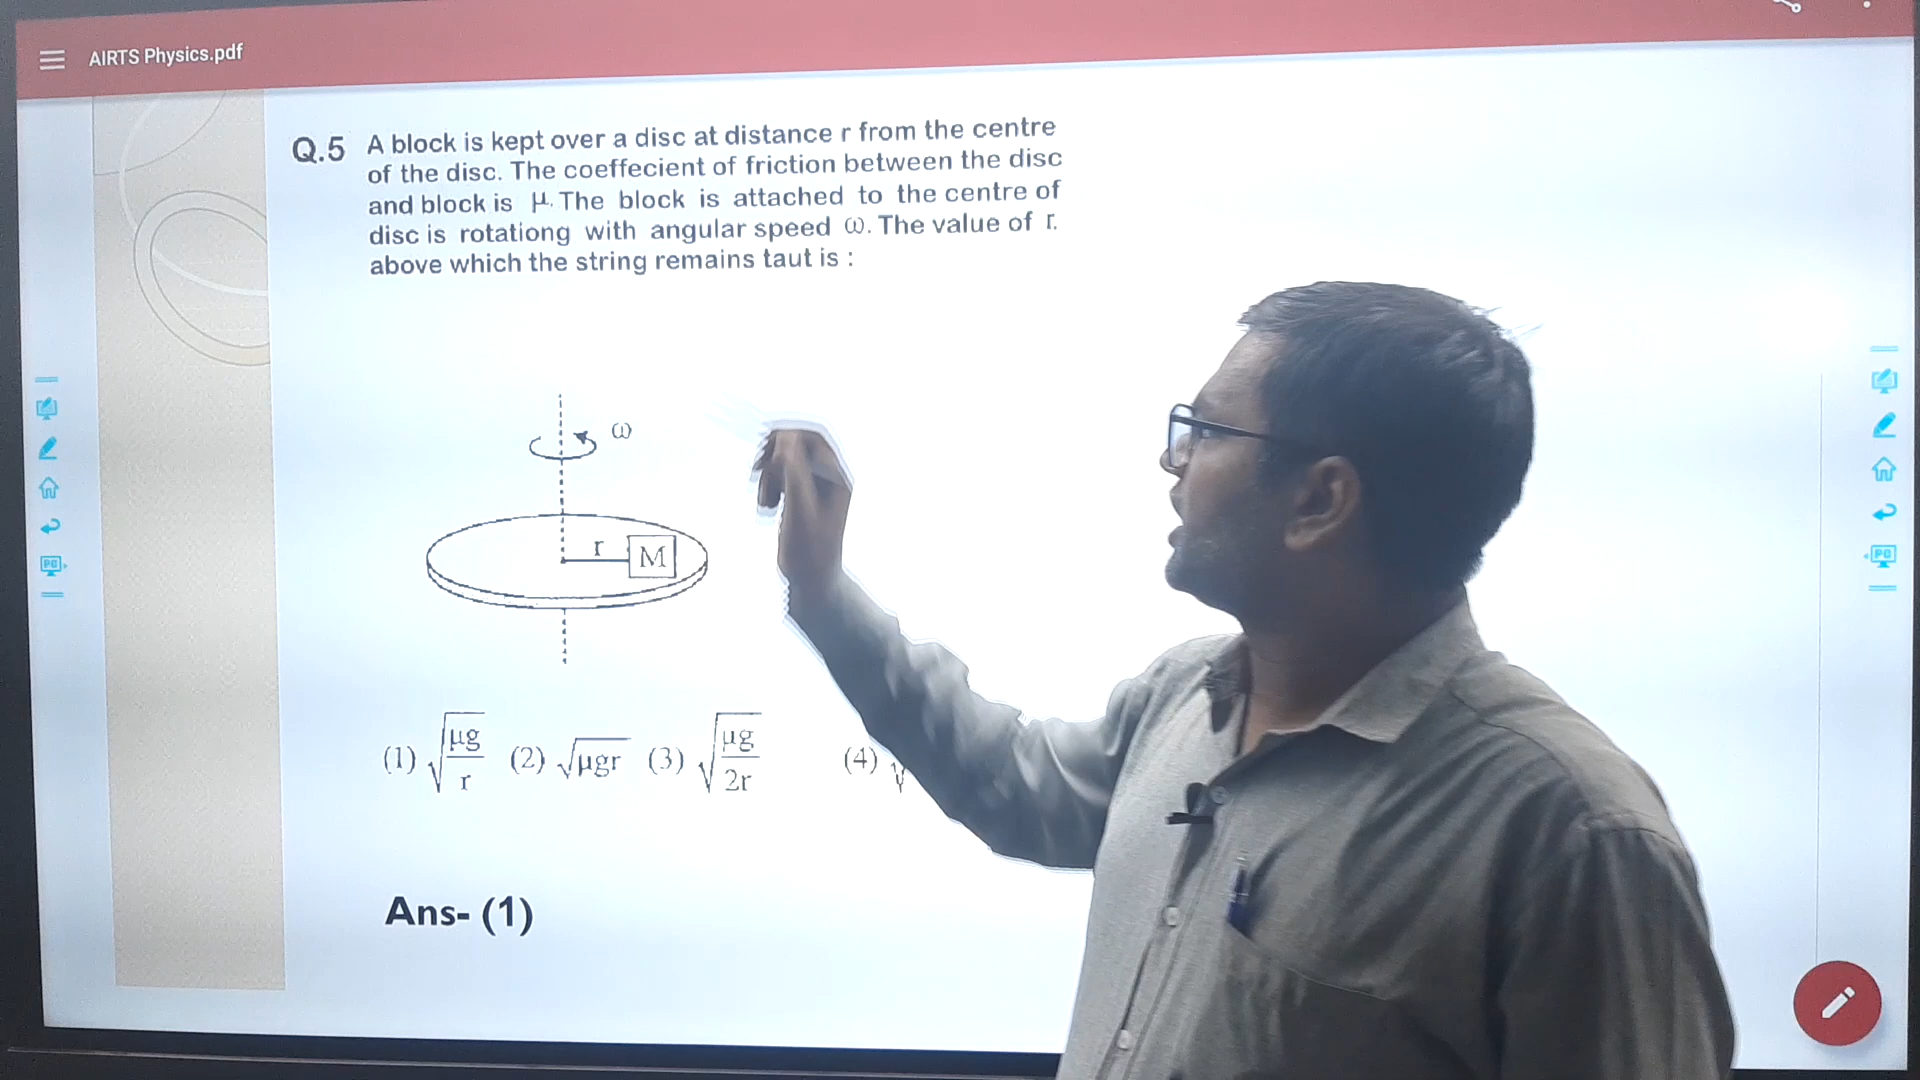 AIRTS Physics.pdf
Q.5 A block is kept over a disc at distance r from the centre
of the disc. The coeffecient of friction between the disc
and block is μ. The block is attached to the centre of
disc is rotationg with angular speed ω. The value of r.
above which the string remains taut is :
ω
r M
(1) √μg/r (2) √μgr (3) √μg/2r (4) √
Ans- (1)